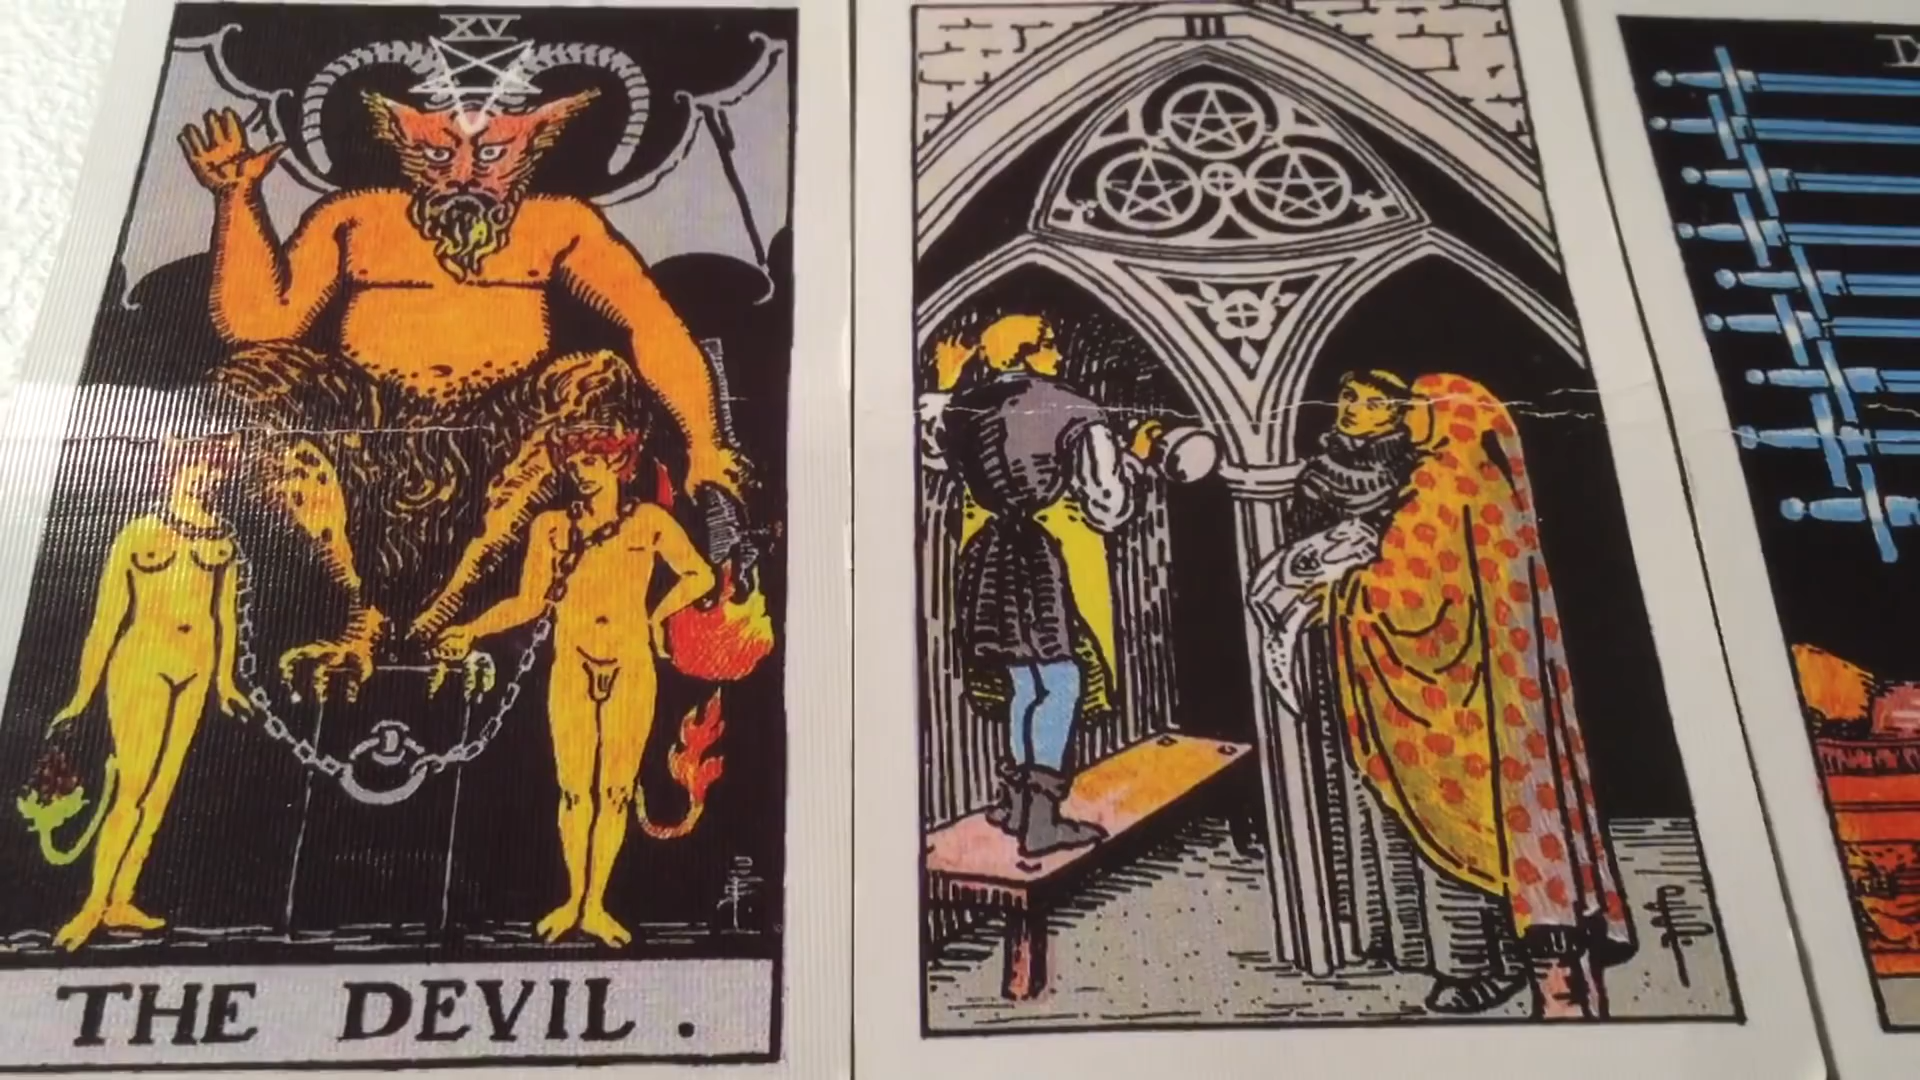 XV
III
THE DEVIL.